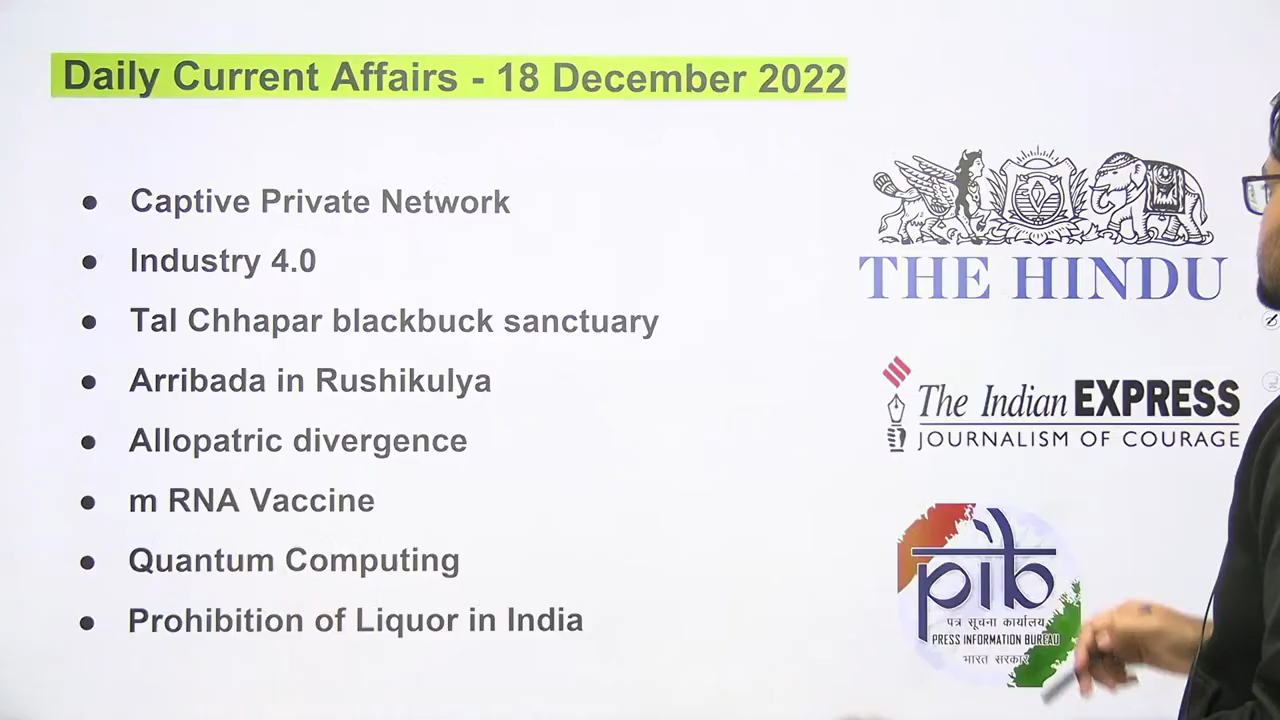 Daily Current Affairs - 18 December 2022
Captive Private Network
Industry 4.0
Tal Chhapar blackbuck sanctuary
Arribada in Rushikulya
Allopatric divergence
m RNA Vaccine
Quantum Computing
Prohibition of Liquor in India
THE HINDU
The Indian EXPRESS
JOURNALISM OF COURAGE
pib
पत्र सूचना कार्यालय
PRESS INFORMATION BUREAU
भारत सरकार